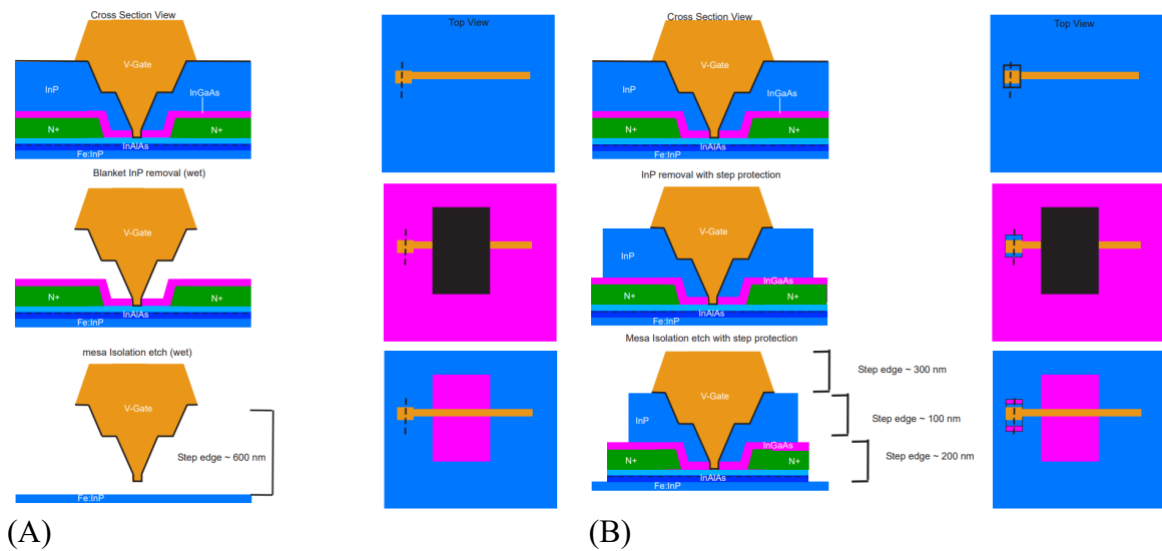 Cross Section View
Top View
V-Gate
InP
InGaAs
N+
N+
InAlAs
Fe:InP
Blanket InP removal (wet)
V-Gate
N+
N+
InAlAs
Fe:InP
mesa Isolation etch (wet)
V-Gate
Step edge ~ 600 nm
Fe:InP
(A)
Cross Section View
Top View
V-Gate
InP
InGaAs
N+
N+
InAlAs
Fe:InP
InP removal with step protection
V-Gate
InP
InGaAs
N+
N+
InAlAs
Fe:InP
Mesa Isolation etch with step protection
V-Gate
Step edge ~ 300 nm
InP
Step edge ~ 100 nm
InGaAs
N+
N+
Step edge ~ 200 nm
InAlAs
Fe:InP
(B)